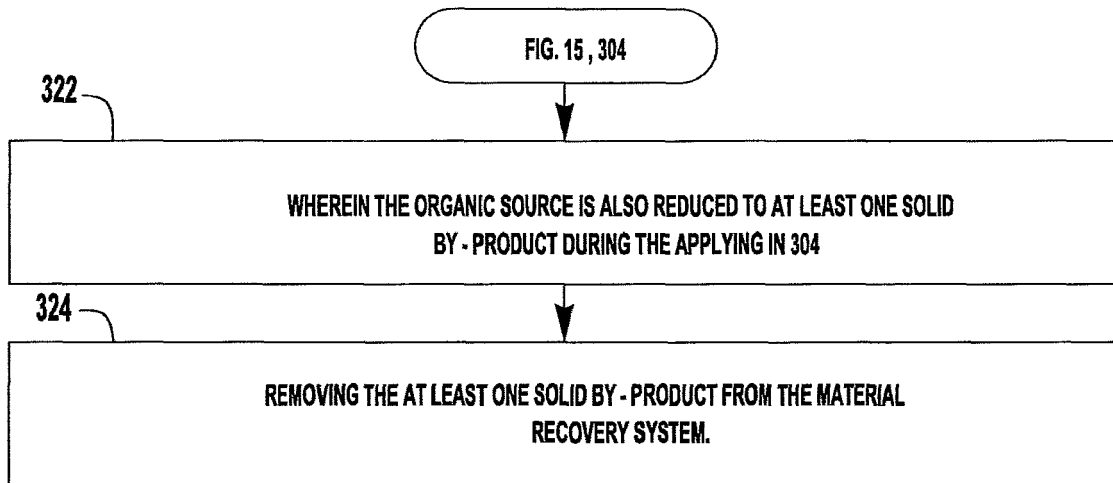 FIG. 15 , 304
322
WHEREIN THE ORGANIC SOURCE IS ALSO REDUCED TO AT LEAST ONE SOLID
BY - PRODUCT DURING THE APPLYING IN 304
324
REMOVING THE AT LEAST ONE SOLID BY - PRODUCT FROM THE MATERIAL
RECOVERY SYSTEM.